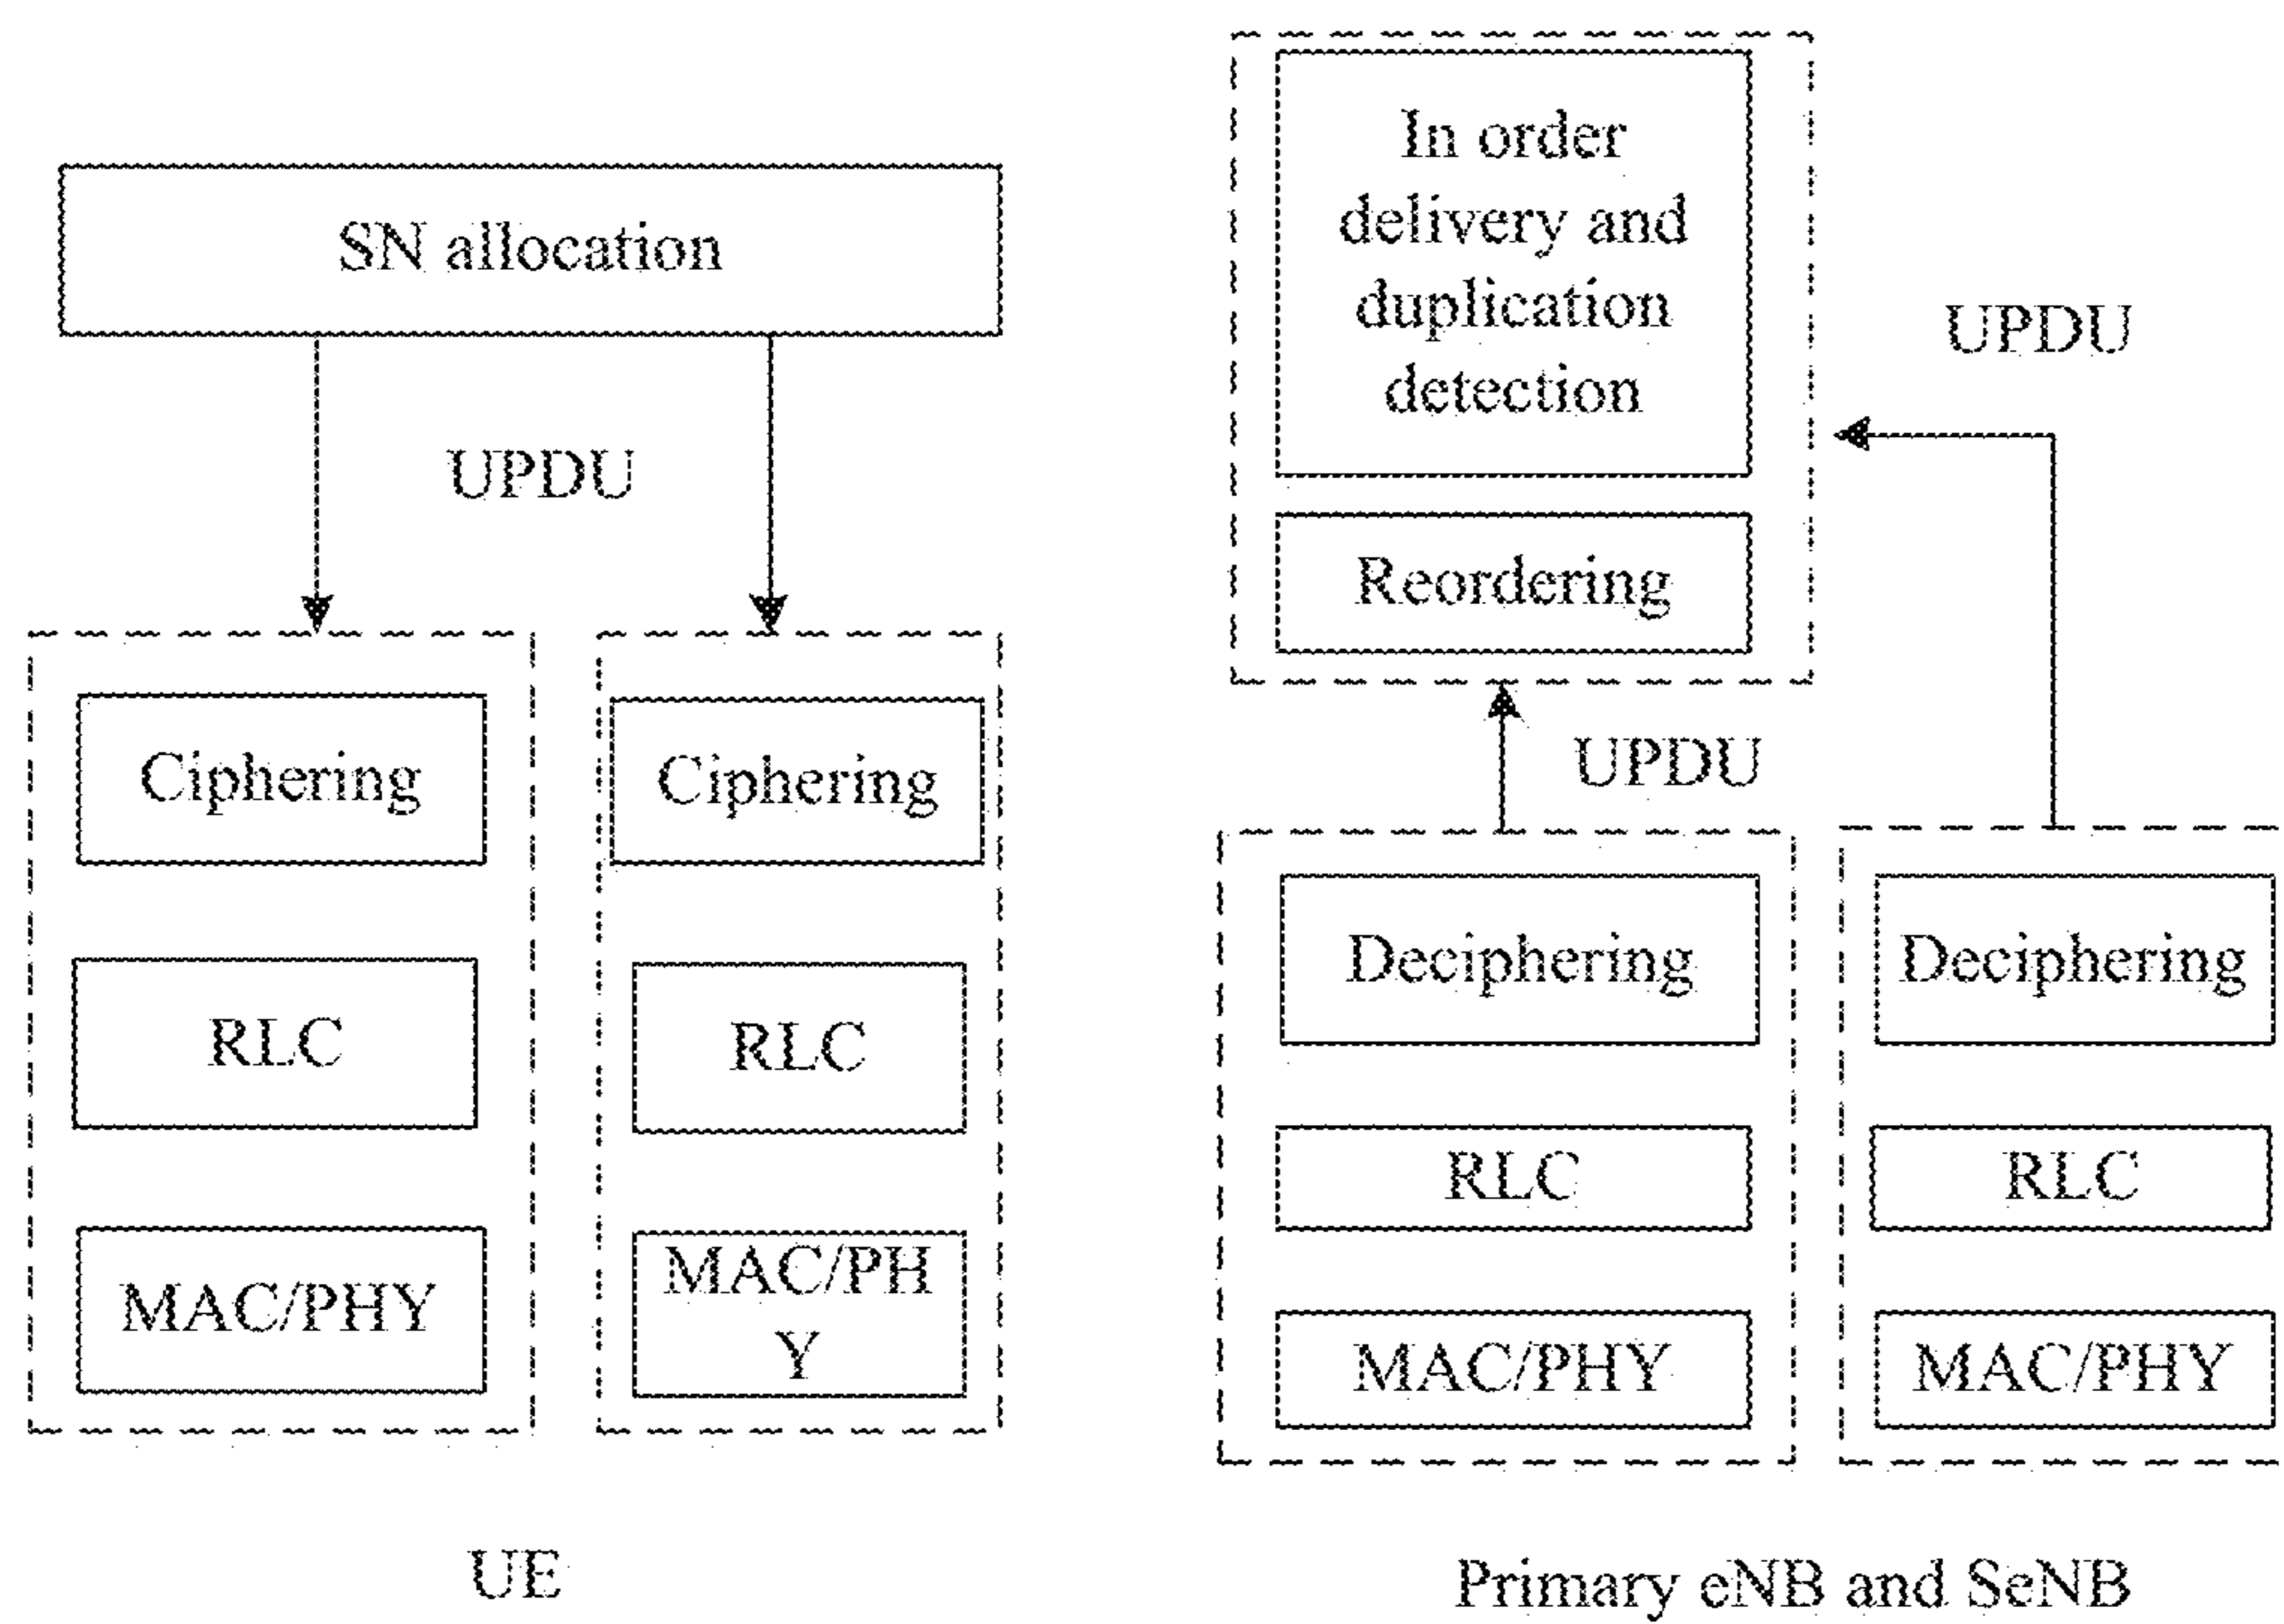 SN allocation
UPDU
Ciphering
Ciphering
RLC
RLC
MAC/PHY
MAC/PH
Y
UE
In order
delivery and
duplication
detection
Reordering
UPDU
UPDU
Deciphering
Deciphering
RLC
RLC
MAC/PHY
MAC/PHY
Primary eNB and SeNB